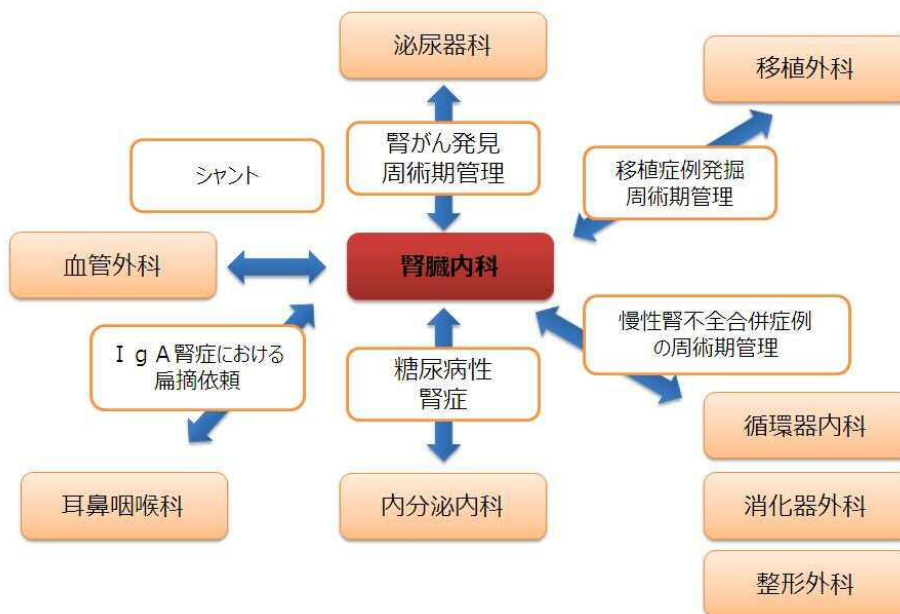 泌尿器科
移植外科
腎がん発見
周術期管理
シャント
移植症例発掘
周術期管理
血管外科
腎臓内科
慢性腎不全合併症例
の周術期管理
ＩｇＡ腎症における
扁摘依頼
糖尿病性
腎症
循環器内科
耳鼻咽喉科
内分泌内科
消化器外科
整形外科